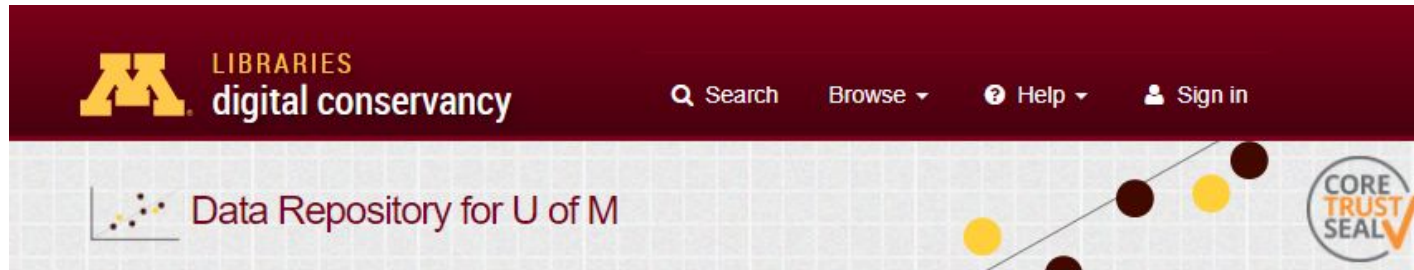 M
LIBRARIES
digital conservancy
Search Browse Help Sign in
Data Repository for U of M
CORE
TRUST
SEAL